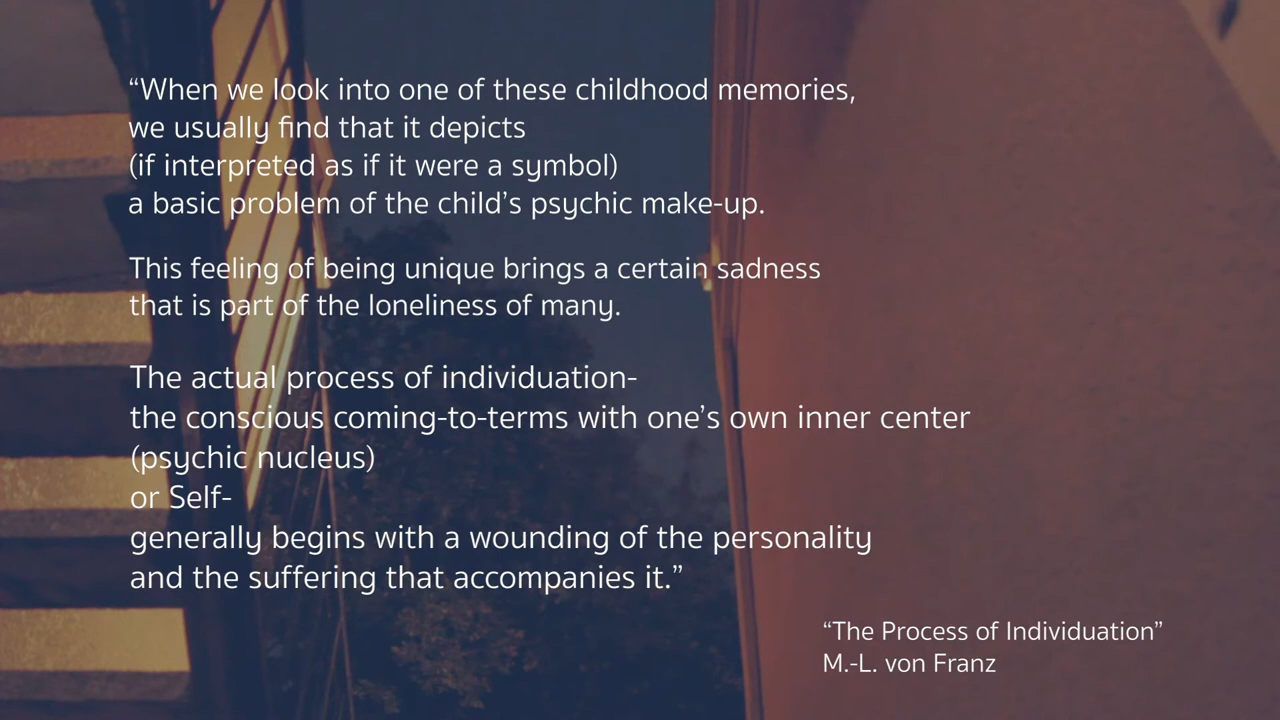 “When we look into one of these childhood memories,
we usually find that it depicts
(if interpreted as if it were a symbol)
a basic problem of the child’s psychic make-up.
This feeling of being unique brings a certain sadness
that is part of the loneliness of many.
The actual process of individuation-
the conscious coming-to-terms with one’s own inner center
(psychic nucleus)
or Self-
generally begins with a wounding of the personality
and the suffering that accompanies it.”
“The Process of Individuation”
M.-L. von Franz